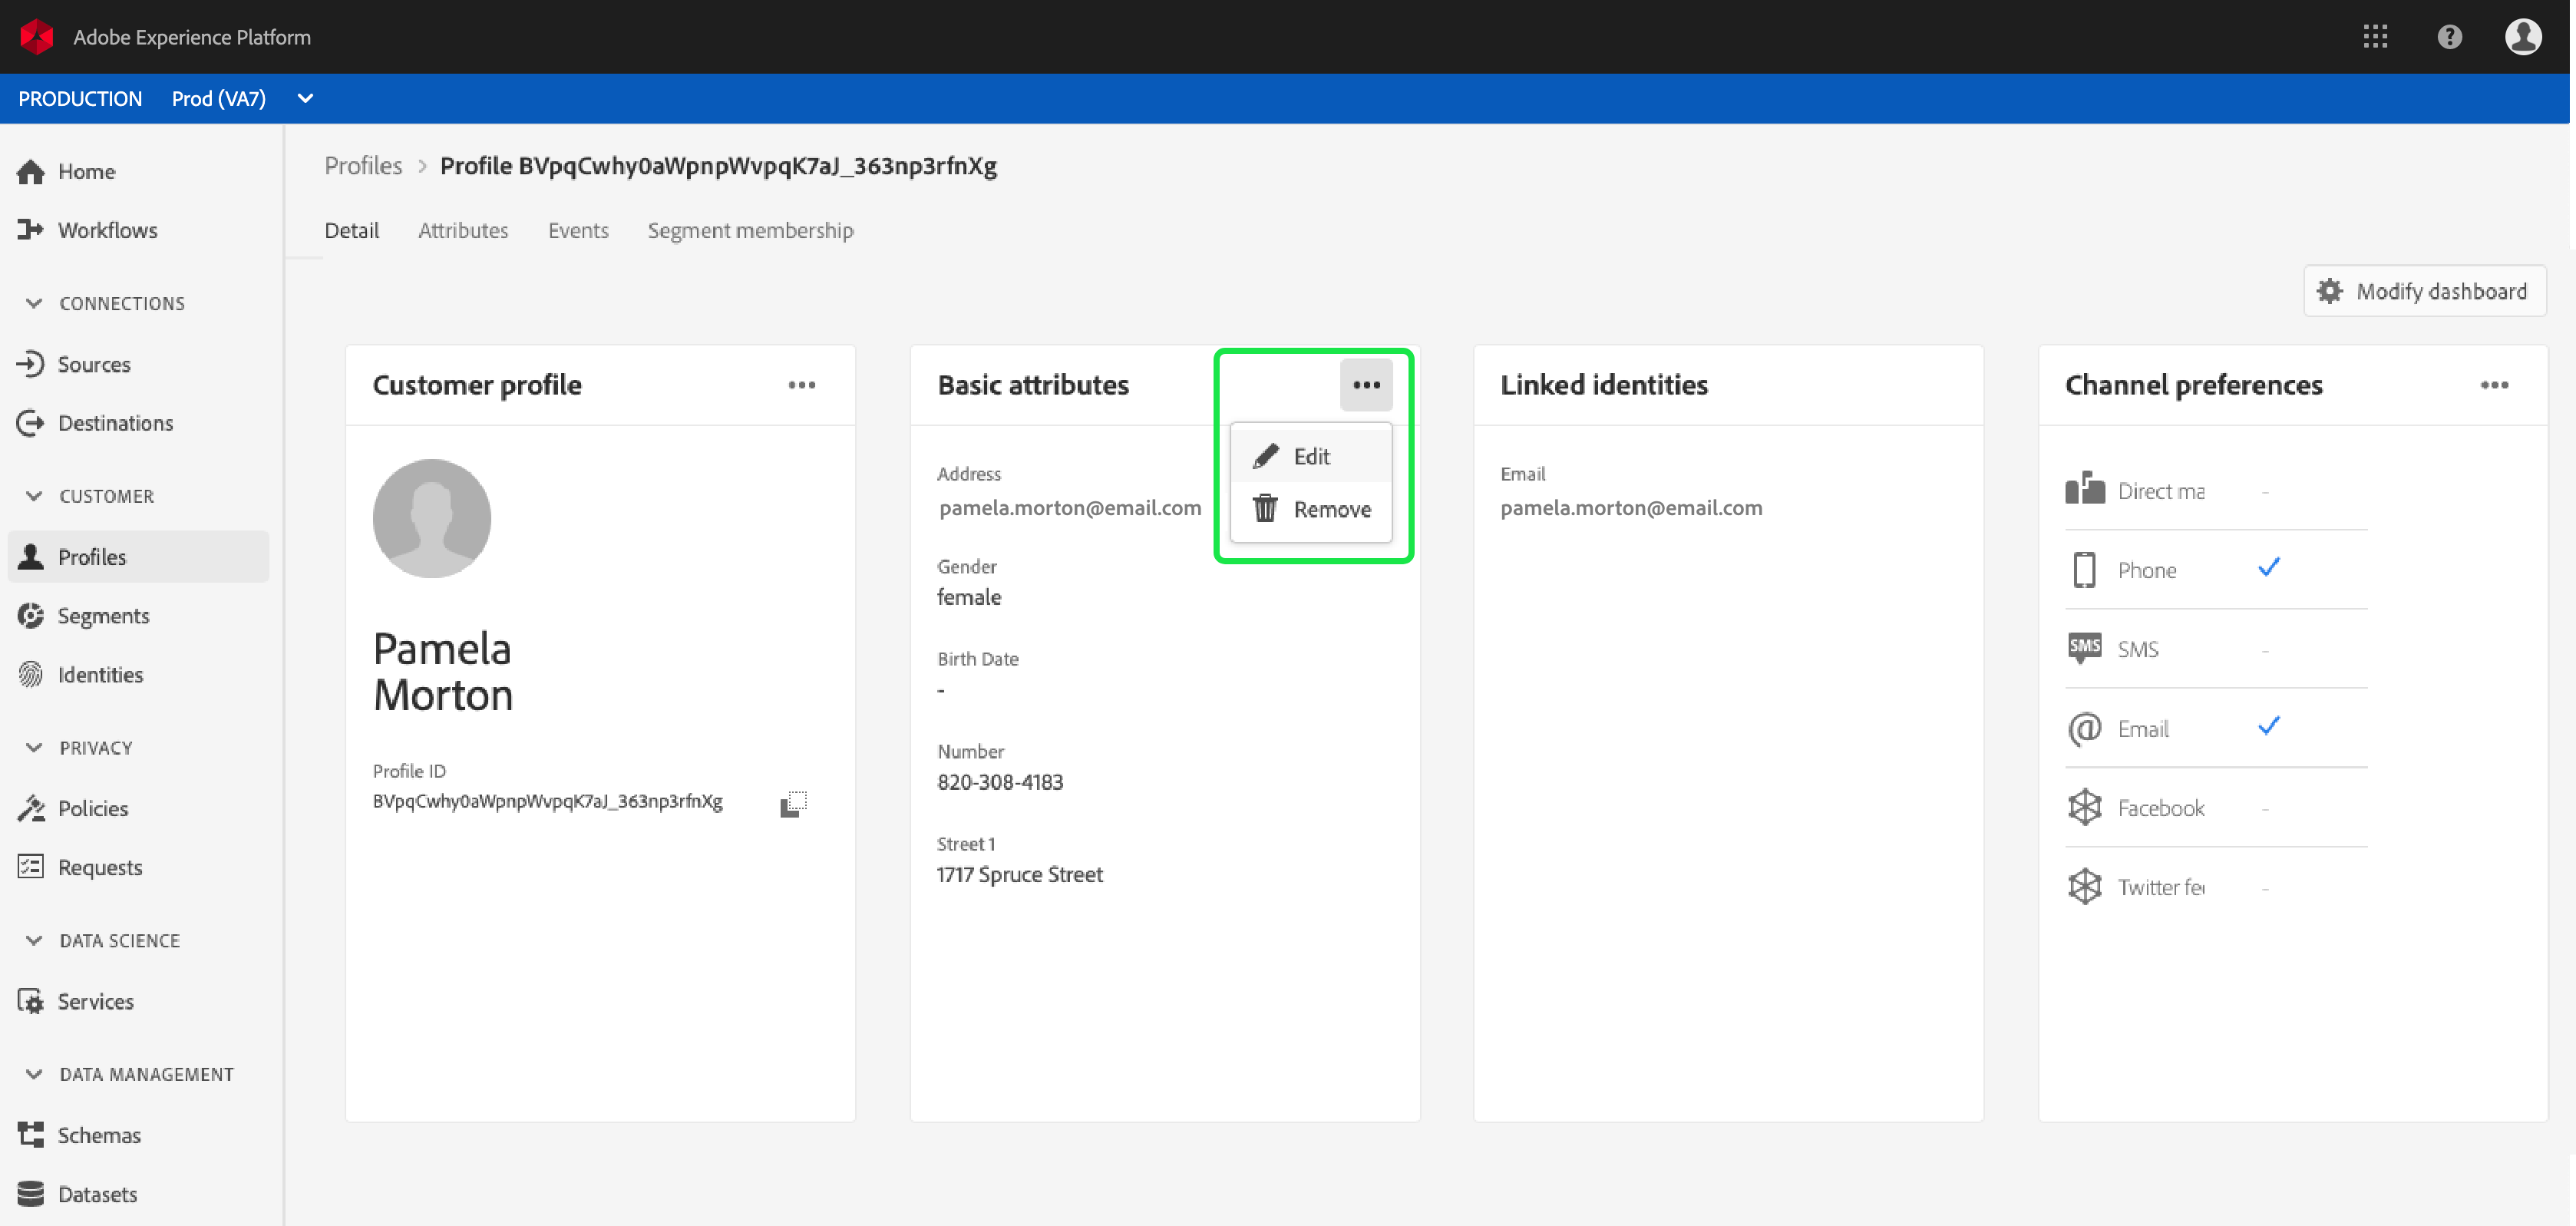 Adobe Experience Platform
PRODUCTION Prod (VA7)
Home
Workflows
CONNECTIONS
Sources
Destinations
CUSTOMER
Profiles
Segments
Identities
PRIVACY
Policies
Requests
DATA SCIENCE
Services
DATA MANAGEMENT
Schemas
Datasets
Profiles > Profile BVpqCwhy0aWpnpWvpqK7aJ_363np3rfnXg
Detail Attributes Events Segment membership
Modify dashboard
Customer profile
Pamela
Morton
Profile ID
BVpqCwhy0aWpnpWvpqK7aJ_363np3rfnXg
Basic attributes
Edit
Remove
Address
pamela.morton@email.com
Gender
female
Birth Date
-
Number
820-308-4183
Street 1
1717 Spruce Street
Linked identities
Email
pamela.morton@email.com
Channel preferences
Direct ma -
Phone
SMS SMS -
Email
Facebook -
Twitter fe -